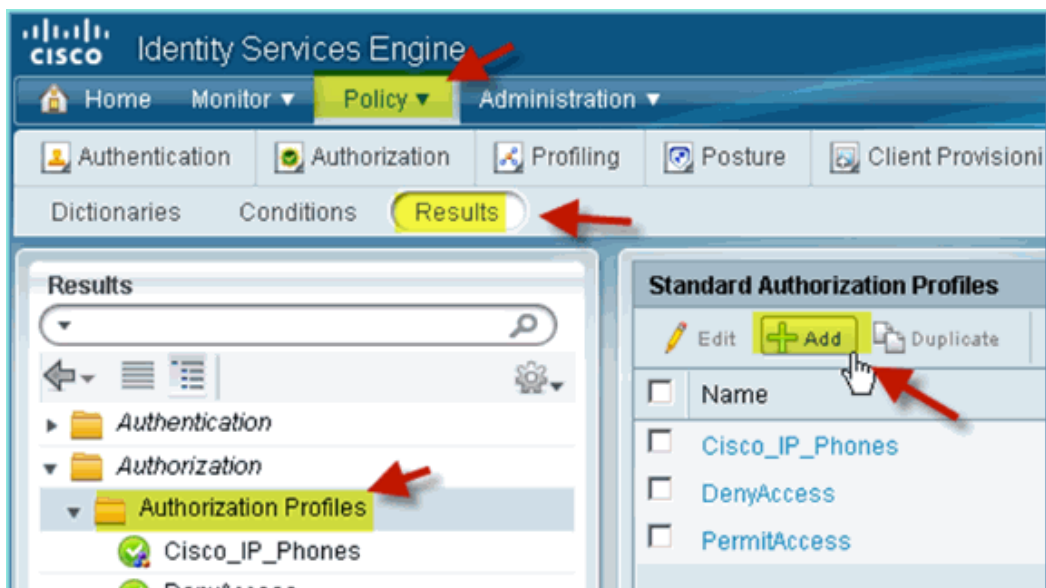 CISCO Identity Services Engine
Home Monitor Policy Administration
Authentication Authorization Profiling Posture Client Provisioni
Dictionaries Conditions Results
Results
Authentication
Authorization
Authorization Profiles
Cisco_IP_Phones
DenyAccess
Standard Authorization Profiles
Edit Add Duplicate
Name
Cisco_IP_Phones
DenyAccess
PermitAccess